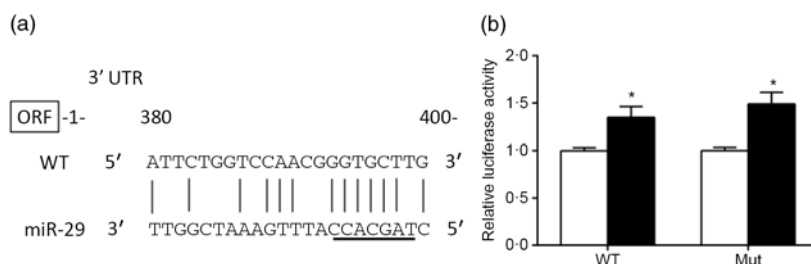 (a)
3′ UTR
ORF -1- 380 400-
WT 5′ ATTCTGGTCCAACGGGTGCTTG 3′
miR-29 3′ TTGGCTAAAGTTTACCACGATC 5′
(b)
Relative luciferase activity
2·0
1·5
1·0
0·5
0·0
* *
WT Mut